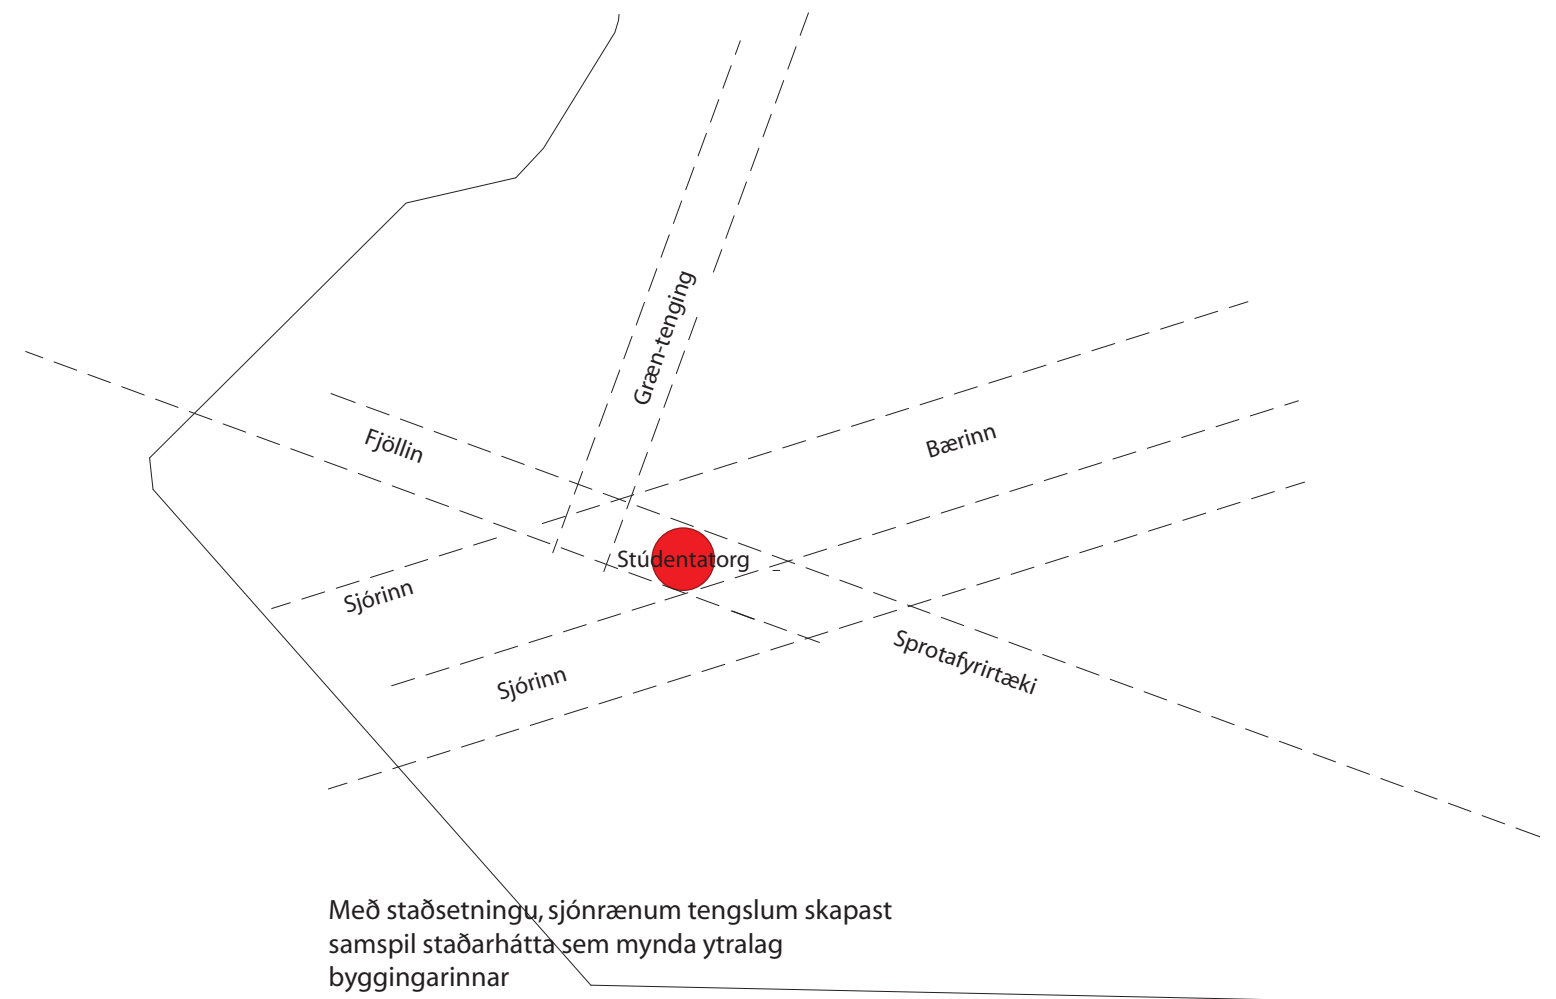 Græn-tenging
Fjöllin
Bærinn
Stúdentatorg
Sjórinn
Sjórinn
Sprotafyrirtæki
Með staðsetningu, sjónrænum tengslum skapast
samspil staðarhátta sem mynda ytralag
byggingarinnar